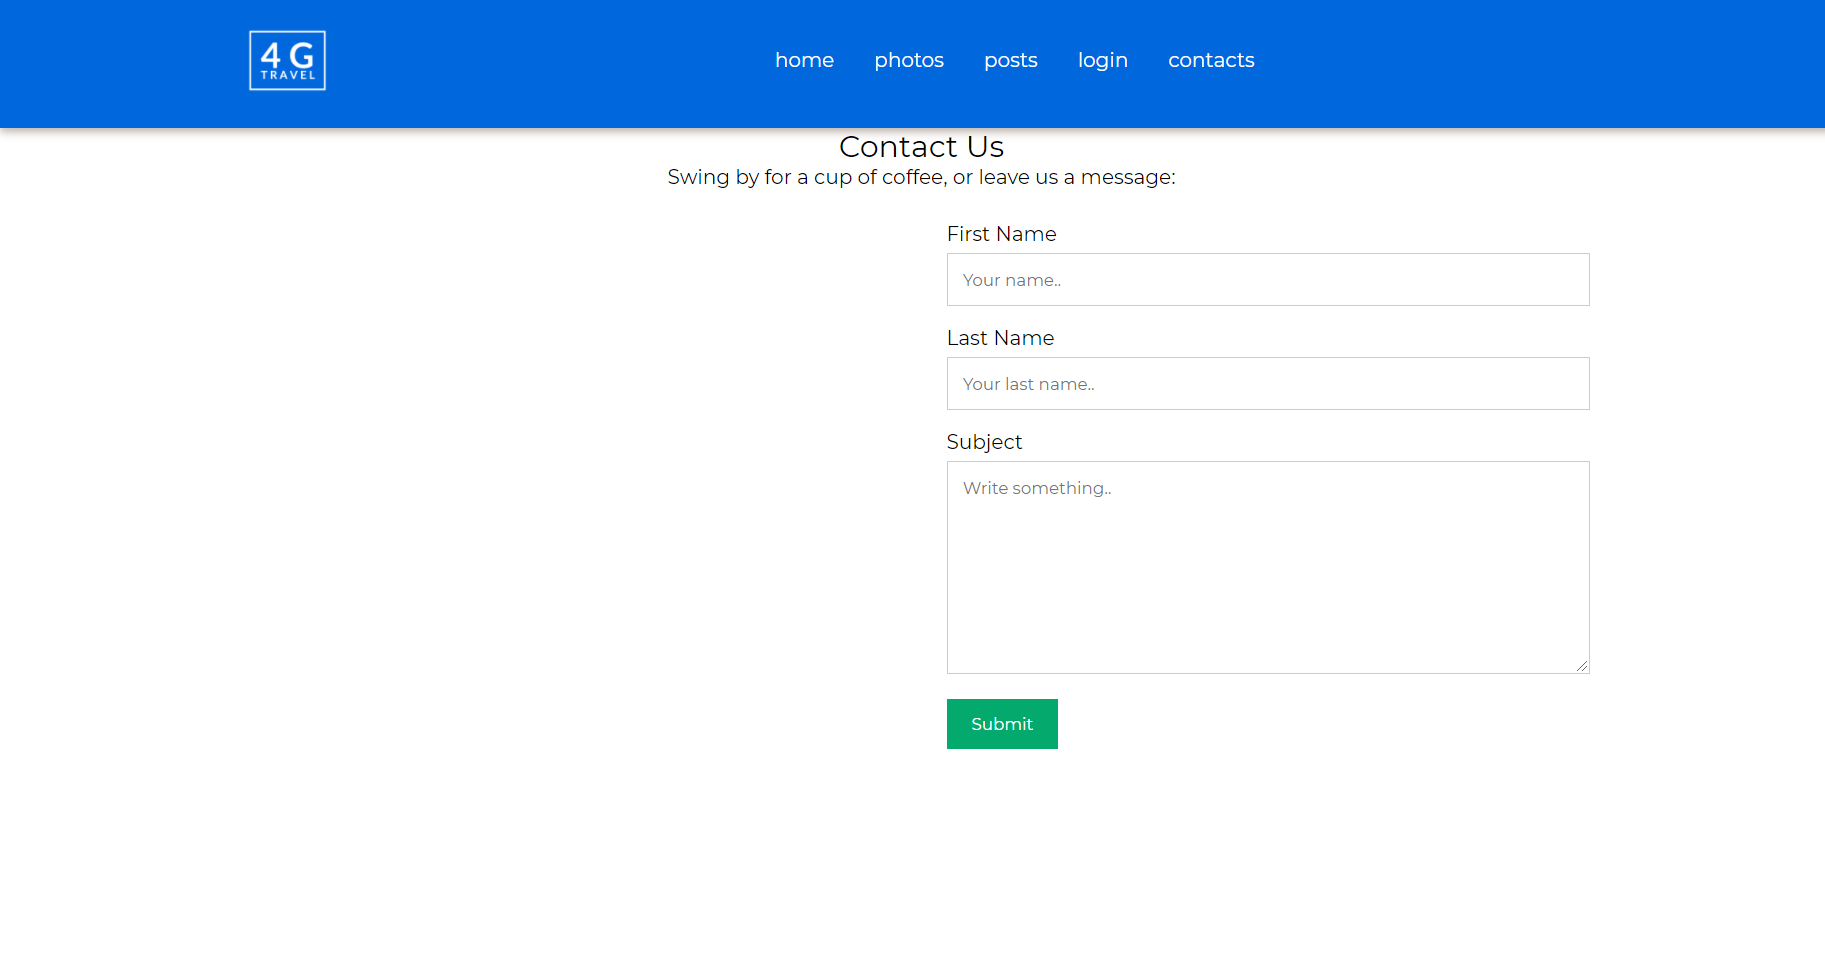 4 G
TRAVEL
home photos posts login contacts
Contact Us
Swing by for a cup of coffee, or leave us a message:
First Name
Your name..
Last Name
Your last name..
Subject
Write something..
Submit